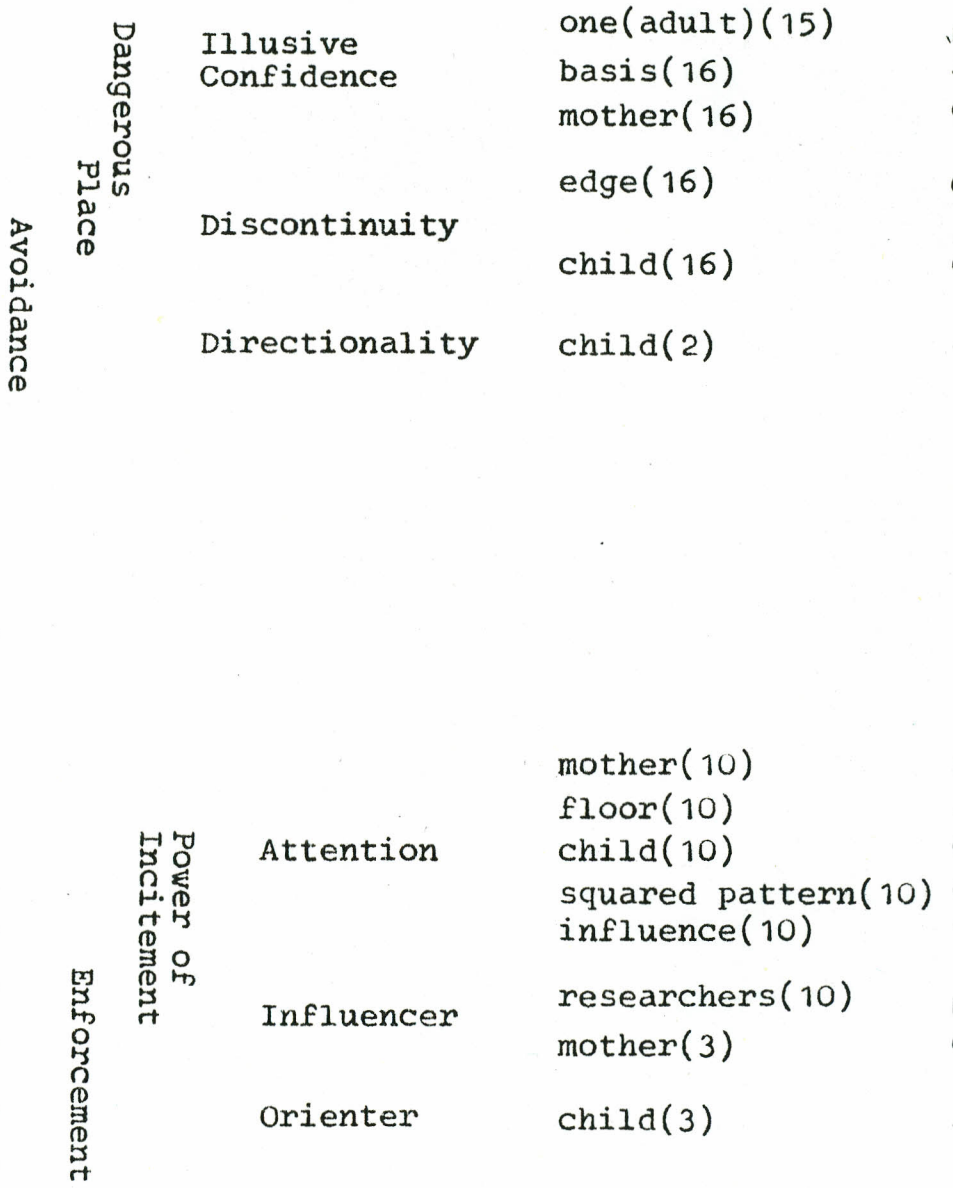 Avoidance
Dangerous
Place
Illusive
Confidence
one(adult)(15)
basis(16)
mother(16)
Discontinuity
edge(16)
child(16)
Directionality
child(2)
Enforcement
Power of
Incitement
Attention
mother(10)
floor(10)
child(10)
squared pattern(10)
influence(10)
Influencer
researchers(10)
mother(3)
Orienter
child(3)